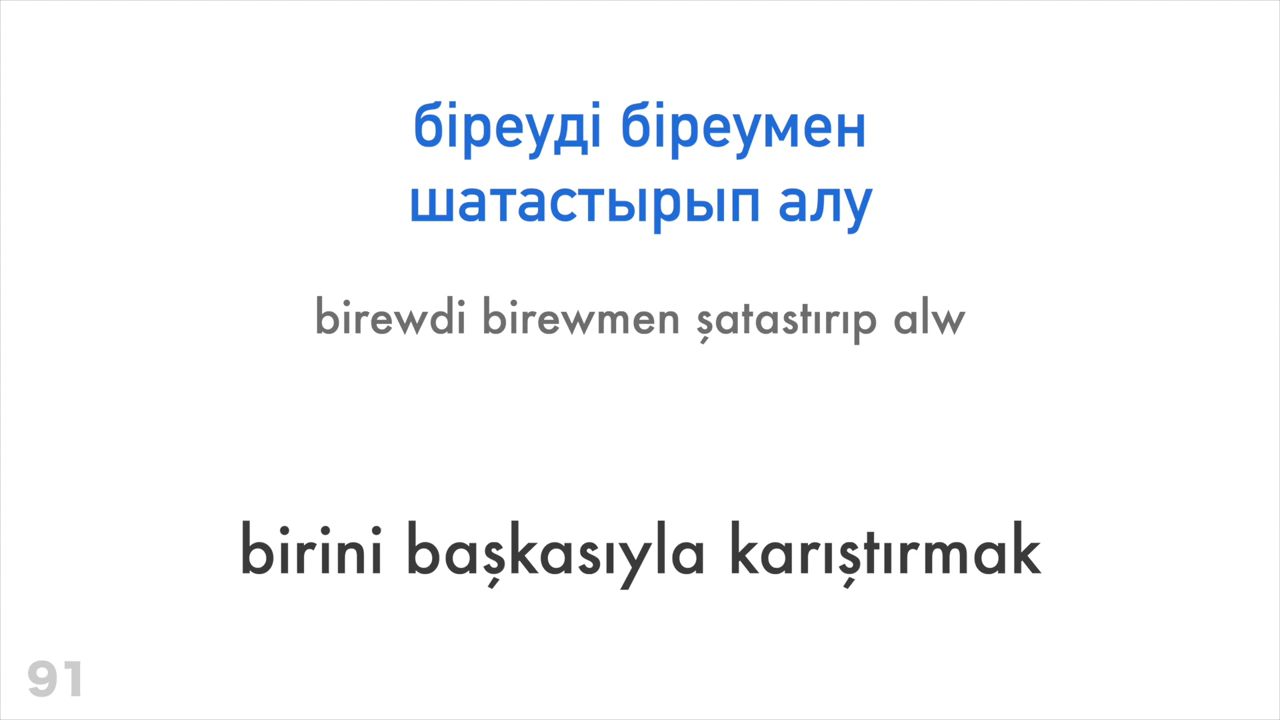 біреуді біреумен
шатастырып алу
birewdi birewmen şatastırıp alw
birini başkasıyla karıştırmak
91